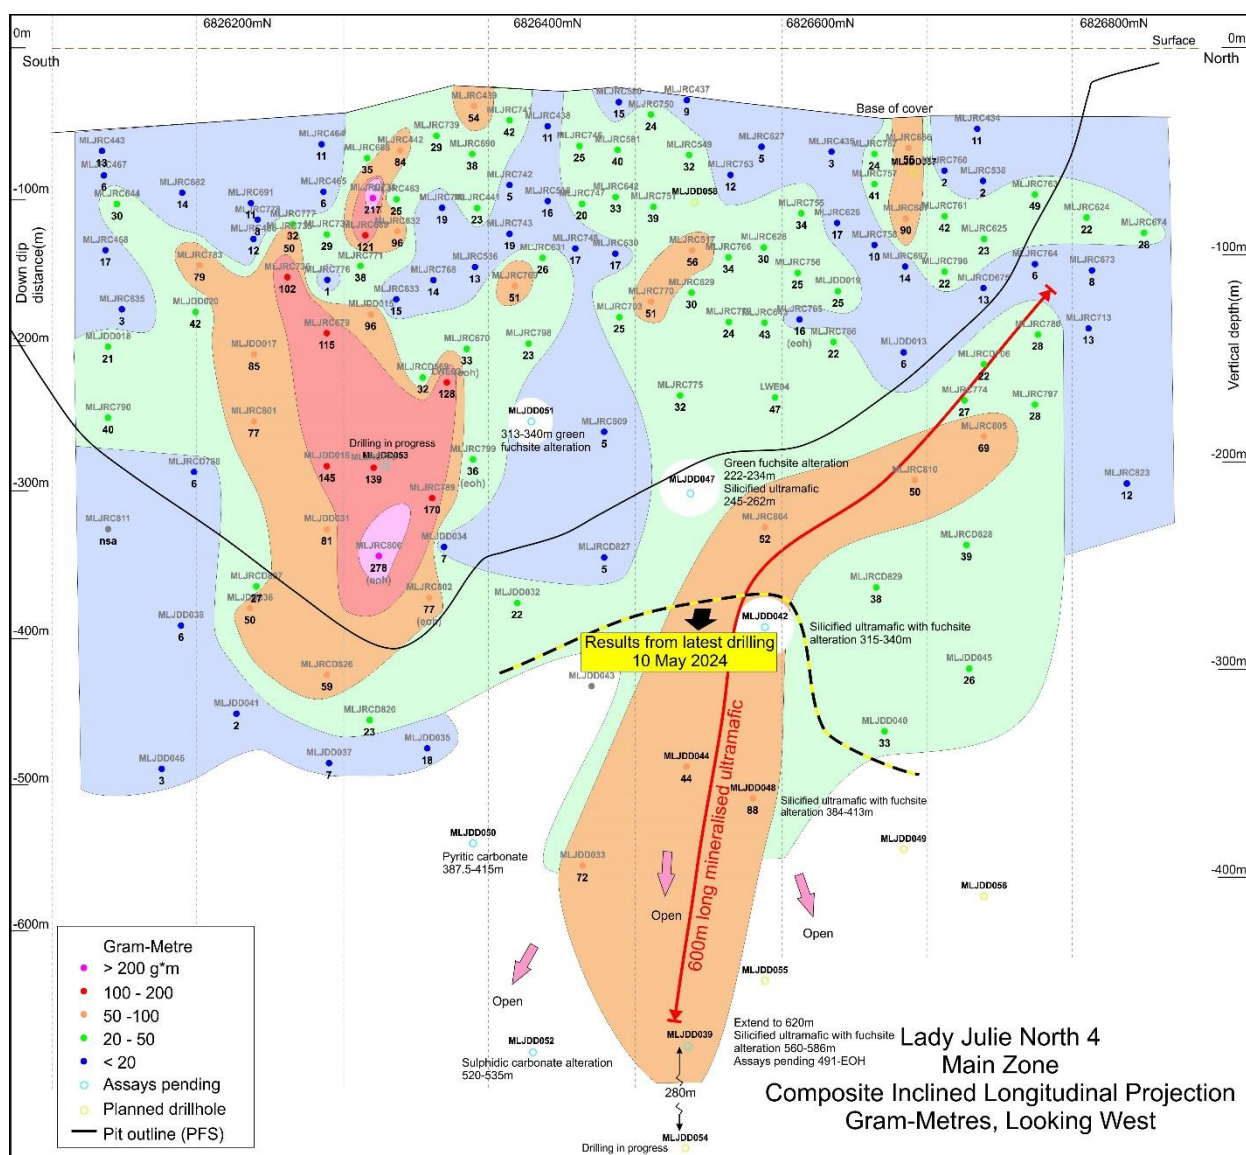 6826200mN
6826400mN
6826600mN
6826800mN
0m
Surface
0m
South
North
Base of cover
Down dip
distance(m)
Vertical depth(m)
-100m
-200m
-300m
-400m
-500m
-600m
-100m
-200m
-300m
-400m
MLJRC443
13
MLJRC467
6
MLJRC644
30
MLJRC468
17
MLJRC635
3
MLJDD018
21
MLJRC790
40
MLJRC811
nsa
MLJRC682
14
MLJRC783
79
MLJDD020
42
MLJDD017
85
MLJRC801
77
MLJRCD788
6
MLJDD038
6
MLJDD041
2
MLJDD046
3
MLJRC464
11
MLJRC691
11
8
12
MLJRC465
6
MLJRC777
32
50
29
MLJRC776
1
102
MLJRC679
115
MLJDD016
145
MLJDD031
81
27
50
MLJRCD826
59
MLJDD037
7
MLJRCD820
23
MLJDD035
18
35
MLJRC442
84
217
MLJRC463
25
121
96
MLJRC771
38
MLJRC633
15
MLJDD015
96
Drilling in progress
MLJDD053
139
MLJRC806
278
(eoh)
MLJRC439
54
MLJRC739
29
MLJRC690
38
MLJRC741
42
MLJRC438
11
MLJRC742
5
19
MLJRC441
23
16
MLJRC743
19
MLJRC631
26
MLJRC768
14
MLJRC536
13
MLJRC769
51
MLJRC670
33
(eoh)
MLJRCD569
32
LWE03
128
MLJRC798
23
MLJDD051
313-340m green
fuchsite alteration
MLJRC799
36
(eoh)
MLJRC789
170
MLJDD034
7
MLJRC802
77
(eoh)
MLJDD032
22
MLJRC580
15
MLJRC750
24
MLJRC437
9
MLJRC746
25
MLJRC581
40
MLJRC549
32
MLJRC747
20
MLJRC642
33
MLJRC751
39
MLJDD058
MLJRC748
17
MLJRC630
17
MLJRC517
56
MLJRC770
51
MLJRC629
30
MLJRC703
25
MLJRC809
5
MLJRCD827
5
MLJRC775
32
LWE04
47
MLJRC627
5
MLJRC753
12
MLJRC435
3
MLJRC755
34
MLJRC626
17
MLJRC766
34
MLJRC628
30
MLJRC756
25
MLJDD019
25
24
43
MLJRC765
16
(eoh)
MLJRC786
22
MLJRC758
10
MLJRC697
14
MLJDD013
6
MLJRC767
24
MLJRC757
41
MLJRC686
55
MLJDD057
MLJRC681
90
MLJRC434
11
MLJRC760
2
MLJRC538
2
MLJRC761
42
MLJRC625
23
MLJRC796
22
MLJRCD675
13
MLJRC763
49
MLJRC624
22
MLJRC674
26
MLJRC764
6
MLJRC673
8
MLJRC713
13
MLJRC780
28
22
MLJRC774
27
MLJRC797
28
MLJRC805
69
MLJRC810
50
MLJRC823
12
MLJDD047
Green fuchsite alteration
222-234m
Silicified ultramafic
245-262m
MLJRC804
52
MLJRCD828
39
MLJRCD829
38
MLJDD042
Silicified ultramafic with fuchsite
alteration 315-340m
Results from latest drilling
10 May 2024
MLJDD043
MLJDD045
26
MLJDD040
33
MLJDD044
44
MLJDD048
88
Silicified ultramafic with fuchsite
alteration 384-413m
MLJDD049
MLJDD056
MLJDD050
Pyritic carbonate
387.5-415m
MLJDD033
72
600m long mineralised ultramafic
Open
Open
Open
MLJDD055
MLJDD052
Sulphidic carbonate alteration
520-535m
MLJDD039
Extend to 620m
Silicified ultramafic with fuchsite
alteration 560-586m
Assays pending 491-EOH
280m
Drilling in progress
MLJDD054
Gram-Metre
> 200 g*m
100 - 200
50 -100
20 - 50
< 20
Assays pending
Planned drillhole
Pit outline (PFS)
Lady Julie North 4
Main Zone
Composite Inclined Longitudinal Projection
Gram-Metres, Looking West